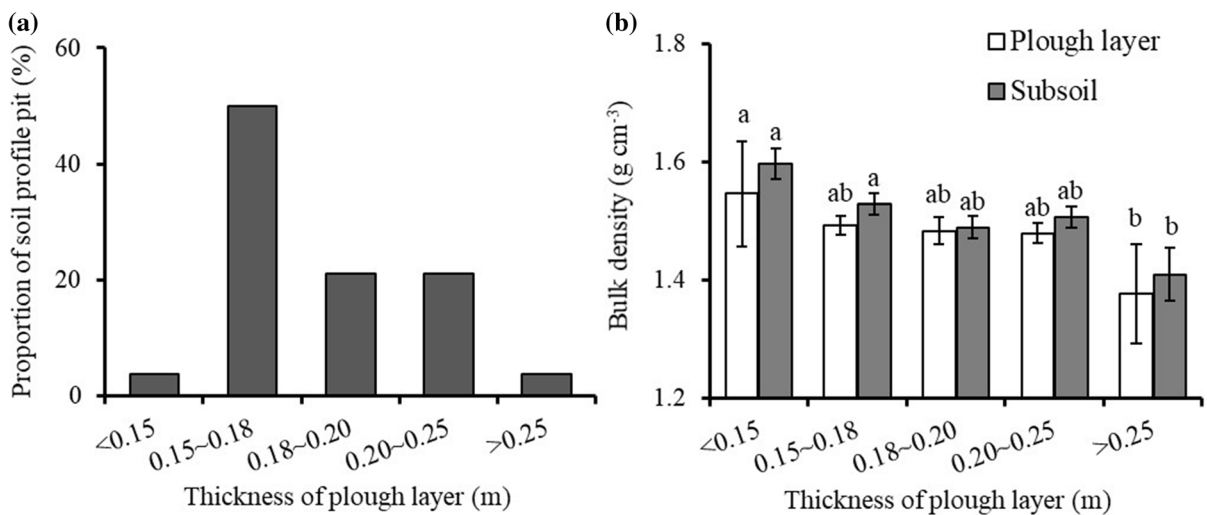 (a)
Proportion of soil profile pit (%)
60
40
20
0
<0.15
0.15~0.18
0.18~0.20
0.20~0.25
>0.25
Thickness of plough layer (m)
(b)
Bulk density (g cm⁻³)
1.8
1.6
1.4
1.2
Plough layer
Subsoil
a a ab a ab ab ab ab b b
<0.15
0.15~0.18
0.18~0.20
0.20~0.25
>0.25
Thickness of plough layer (m)